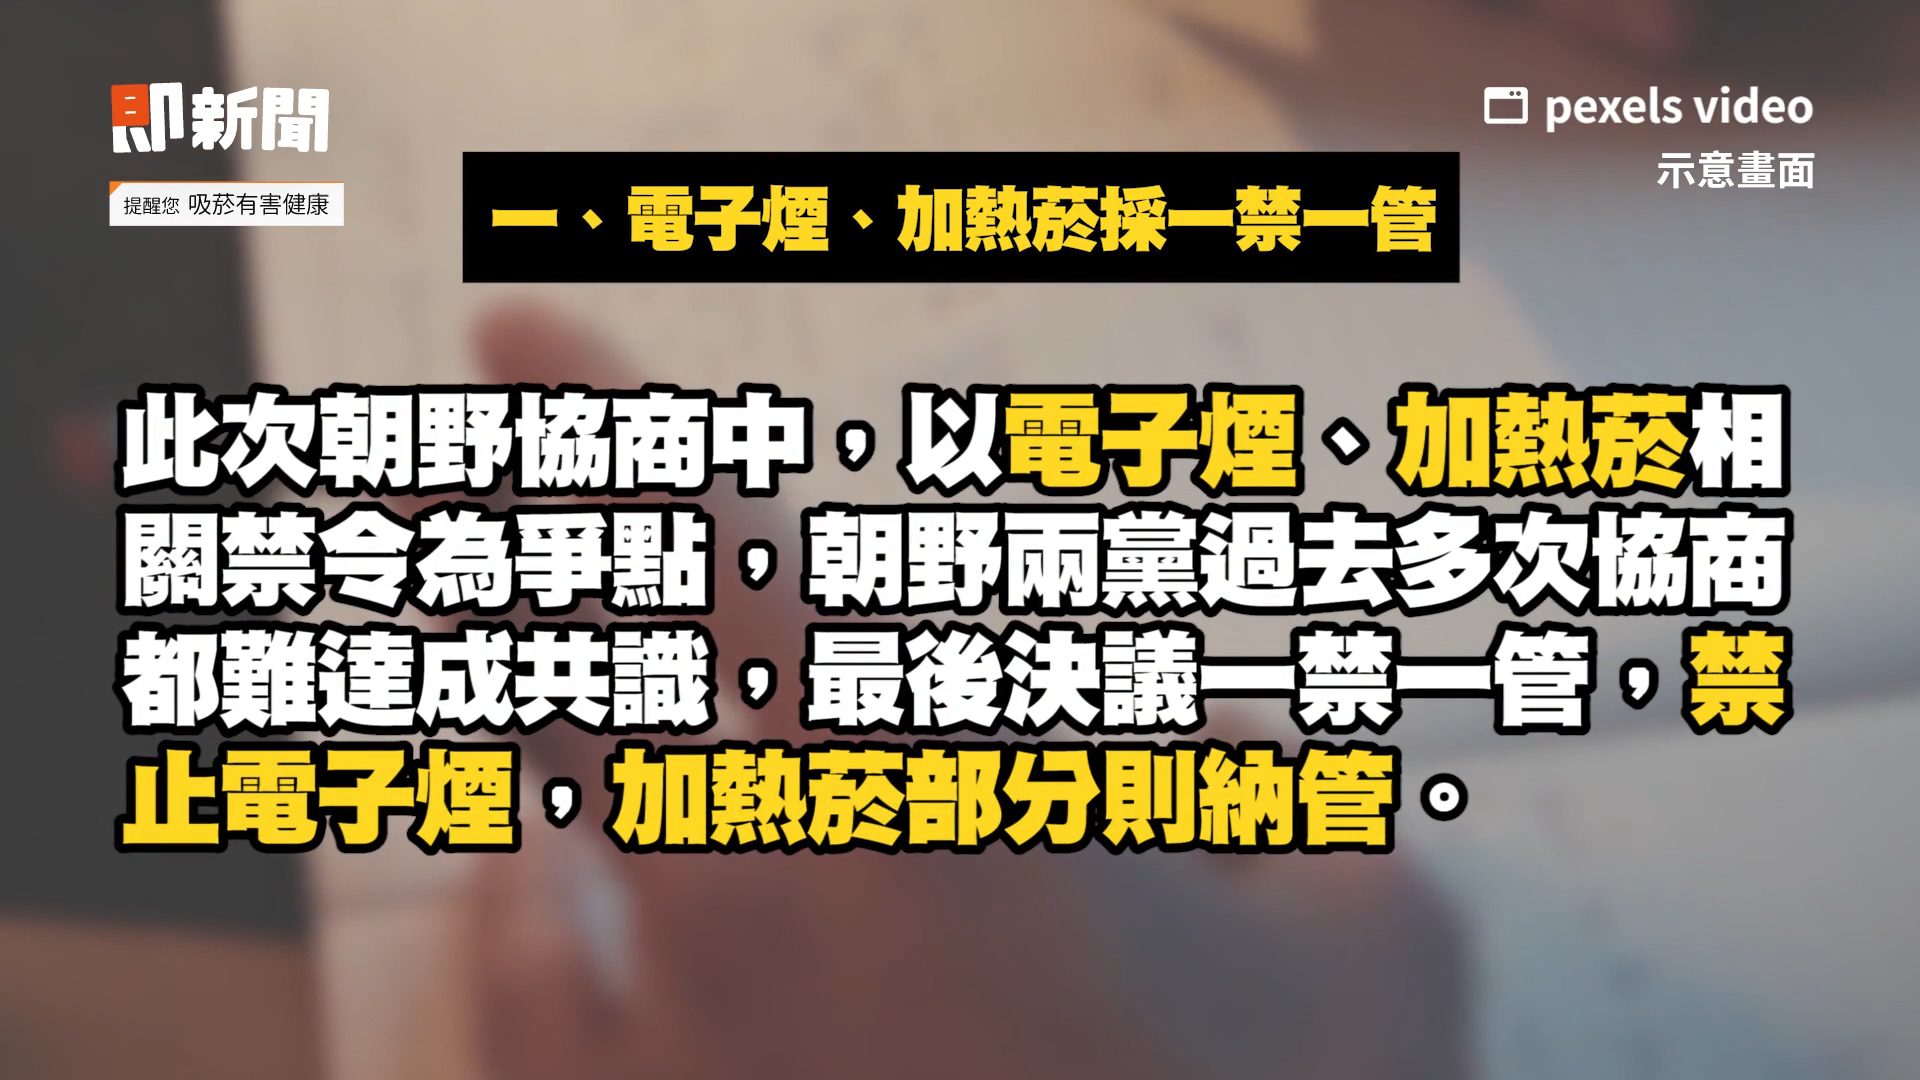 即新聞
提醒您 吸菸有害健康
pexels video
示意畫面
一、電子煙、加熱菸採一禁一管
此次朝野協商中，以電子煙、加熱菸相
關禁令為爭點，朝野兩黨過去多次協商
都難達成共識，最後決議一禁一管，禁
止電子煙，加熱菸部分則納管。